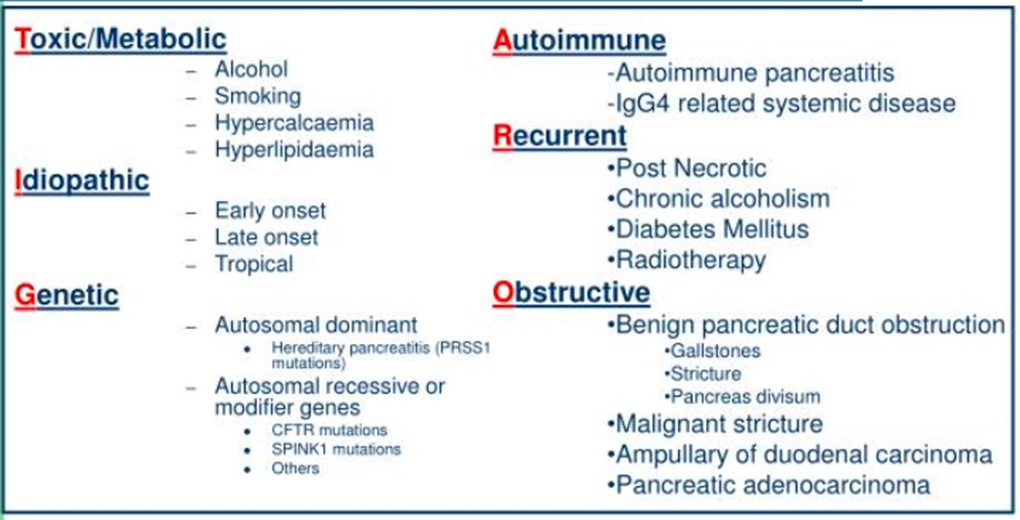 Toxic/Metabolic
– Alcohol
– Smoking
– Hypercalcaemia
– Hyperlipidaemia
Idiopathic
– Early onset
– Late onset
– Tropical
Genetic
– Autosomal dominant
• Hereditary pancreatitis (PRSS1
mutations)
– Autosomal recessive or
modifier genes
• CFTR mutations
• SPINK1 mutations
• Others
Autoimmune
-Autoimmune pancreatitis
-IgG4 related systemic disease
Recurrent
•Post Necrotic
•Chronic alcoholism
•Diabetes Mellitus
•Radiotherapy
Obstructive
•Benign pancreatic duct obstruction
•Gallstones
•Stricture
•Pancreas divisum
•Malignant stricture
•Ampullary of duodenal carcinoma
•Pancreatic adenocarcinoma